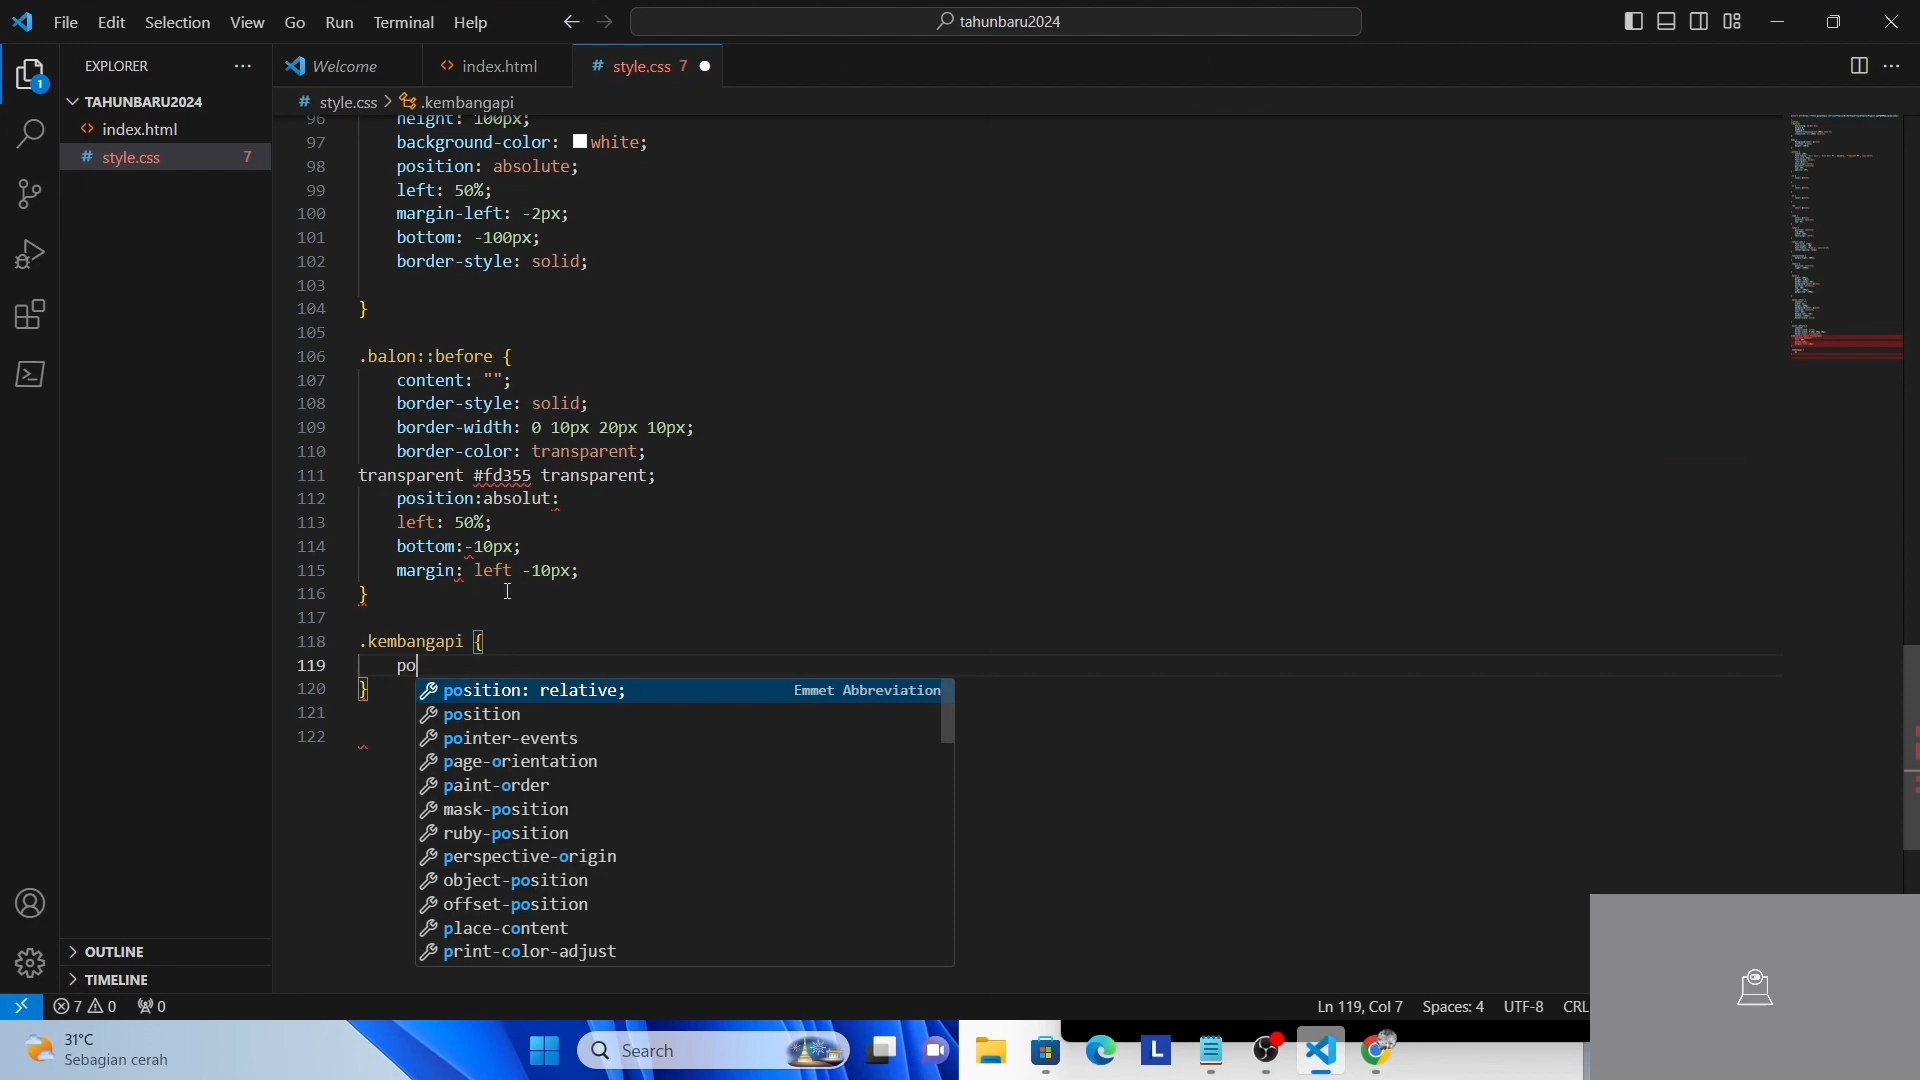 File Edit Selection View Go Run Terminal Help
tahunbaru2024
EXPLORER
Welcome
index.html
style.css 7
TAHUNBARU2024
index.html
style.css 7
1
style.css
.kembangapi
96 height: 100px;
97 background-color: white;
98 position: absolute;
99 left: 50%;
100 margin-left: -2px;
101 bottom: -100px;
102 border-style: solid;
103
104 }
105
106 .balon::before {
107 content: "";
108 border-style: solid;
109 border-width: 0 10px 20px 10px;
110 border-color: transparent;
111 transparent #fd355 transparent;
112 position:absolut:
113 left: 50%;
114 bottom:-10px;
115 margin: left -10px;
116 }
117
118 .kembangapi {
119 po
120 }
121
122
position: relative; Emmet Abbreviation
position
pointer-events
page-orientation
paint-order
mask-position
ruby-position
perspective-origin
object-position
offset-position
place-content
print-color-adjust
OUTLINE
TIMELINE
7 0 0
Ln 119, Col 7 Spaces: 4 UTF-8 CRL
31°C
Sebagian cerah
Search
L